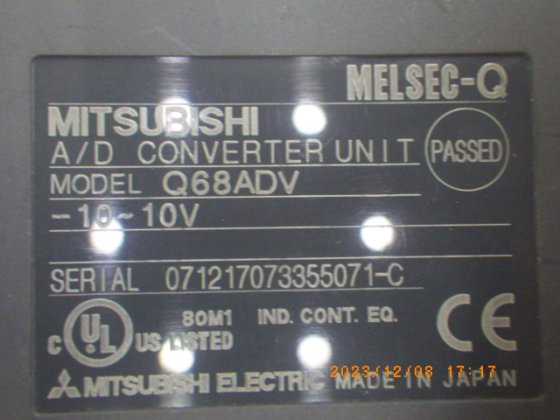 MELSEC-Q
MITSUBISHI
A/D CONVERTER UNIT
PASSED
MODEL Q68ADV
-10~10V
SERIAL 071217073355071-C
C UL US LISTED
80M1 IND. CONT. EQ.
CE
2023/12/08 17:17
MITSUBISHI ELECTRIC MADE IN JAPAN